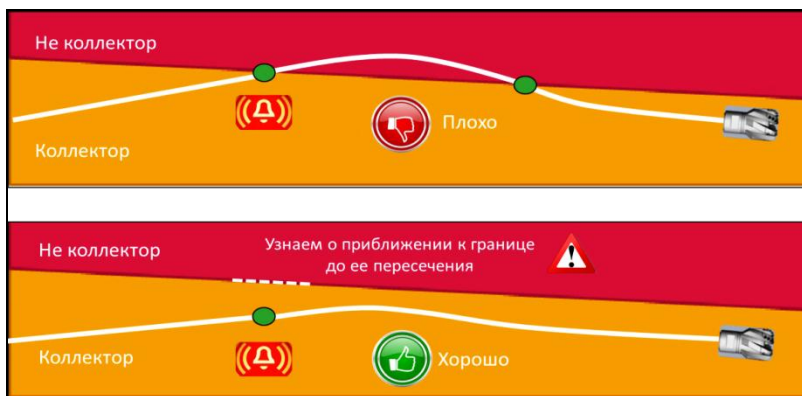 Не коллектор
Плохо
Коллектор
Не коллектор
Узнаем о приближении к границе
до ее пересечения
Коллектор
Хорошо